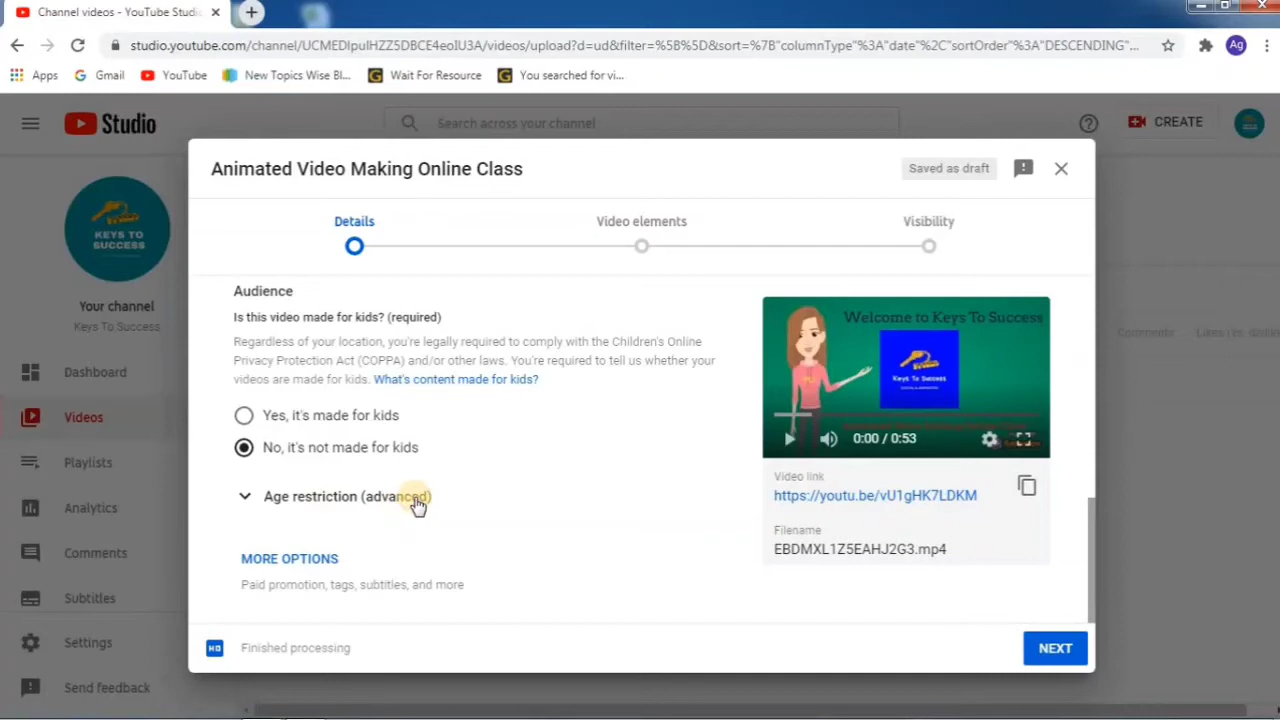 Channel videos - YouTube Studio
studio.youtube.com/channel/UCMEDIpulHZZ5DBCE4eoIU3A/videos/upload?d=ud&filter=%5B%5D&sort=%7B"columnType"%3A"date"%2C"sortOrder"%3A"DESCENDING"...
Ag
Apps
Gmail
YouTube
New Topics Wise Bl...
Wait For Resource
You searched for vi...
Studio
Search across your channel
CREATE
Animated Video Making Online Class
Saved as draft
KEYS TO
SUCCESS
Your channel
Keys To Success
Dashboard
Videos
Playlists
Analytics
Comments
Subtitles
Settings
Send feedback
Details
Video elements
Visibility
Audience
Is this video made for kids? (required)
Regardless of your location, you're legally required to comply with the Children's Online
Privacy Protection Act (COPPA) and/or other laws. You're required to tell us whether your
videos are made for kids. What's content made for kids?
Yes, it's made for kids
No, it's not made for kids
Age restriction (advanced)
MORE OPTIONS
Paid promotion, tags, subtitles, and more
Welcome to Keys To Success
Keys To Success
0:00 / 0:53
Video link
https://youtu.be/vU1gHK7LDKM
Filename
EBDMXL1Z5EAHJ2G3.mp4
Comments
HD
Finished processing
NEXT